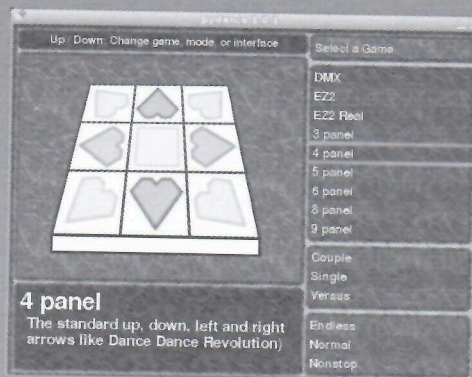 Up/Down: Change game, mode, or interface
Select a Game
DMX
EZ2
EZ2 Real
3 panel
4 panel
5 panel
6 panel
8 panel
9 panel
Couple
Single
Versus
Endless
Normal
Nonstop
4 panel
The standard up, down, left and right
arrows like Dance Dance Revolution)